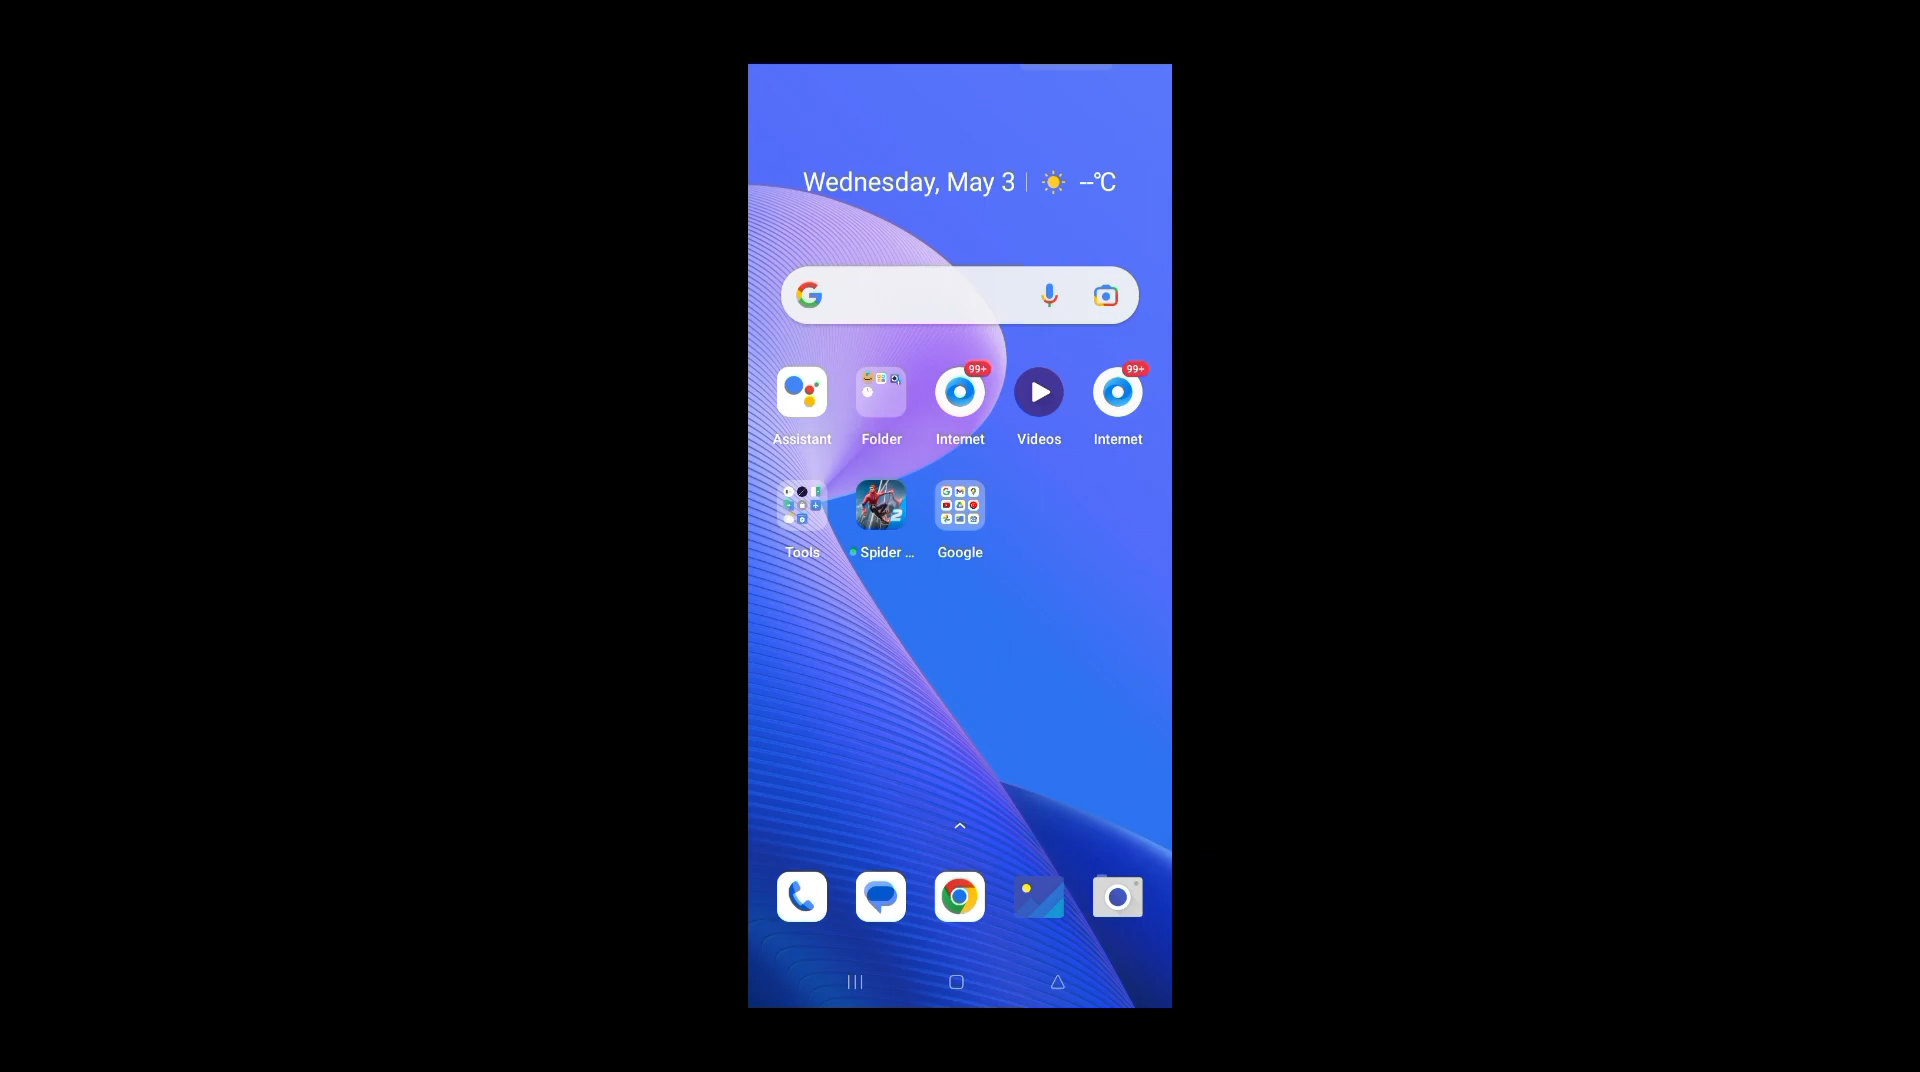 Wednesday, May 3 --°C
99+ 99+
Assistant Folder Internet Videos Internet
Tools Spider ... Google